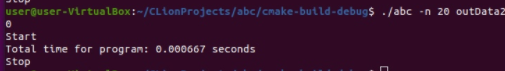 Stop
user@user-VirtualBox:~/CLionProjects/abc/cmake-build-debug$ ./abc -n 20 outData2
0
Start
Total time for program: 0.000667 seconds
Stop